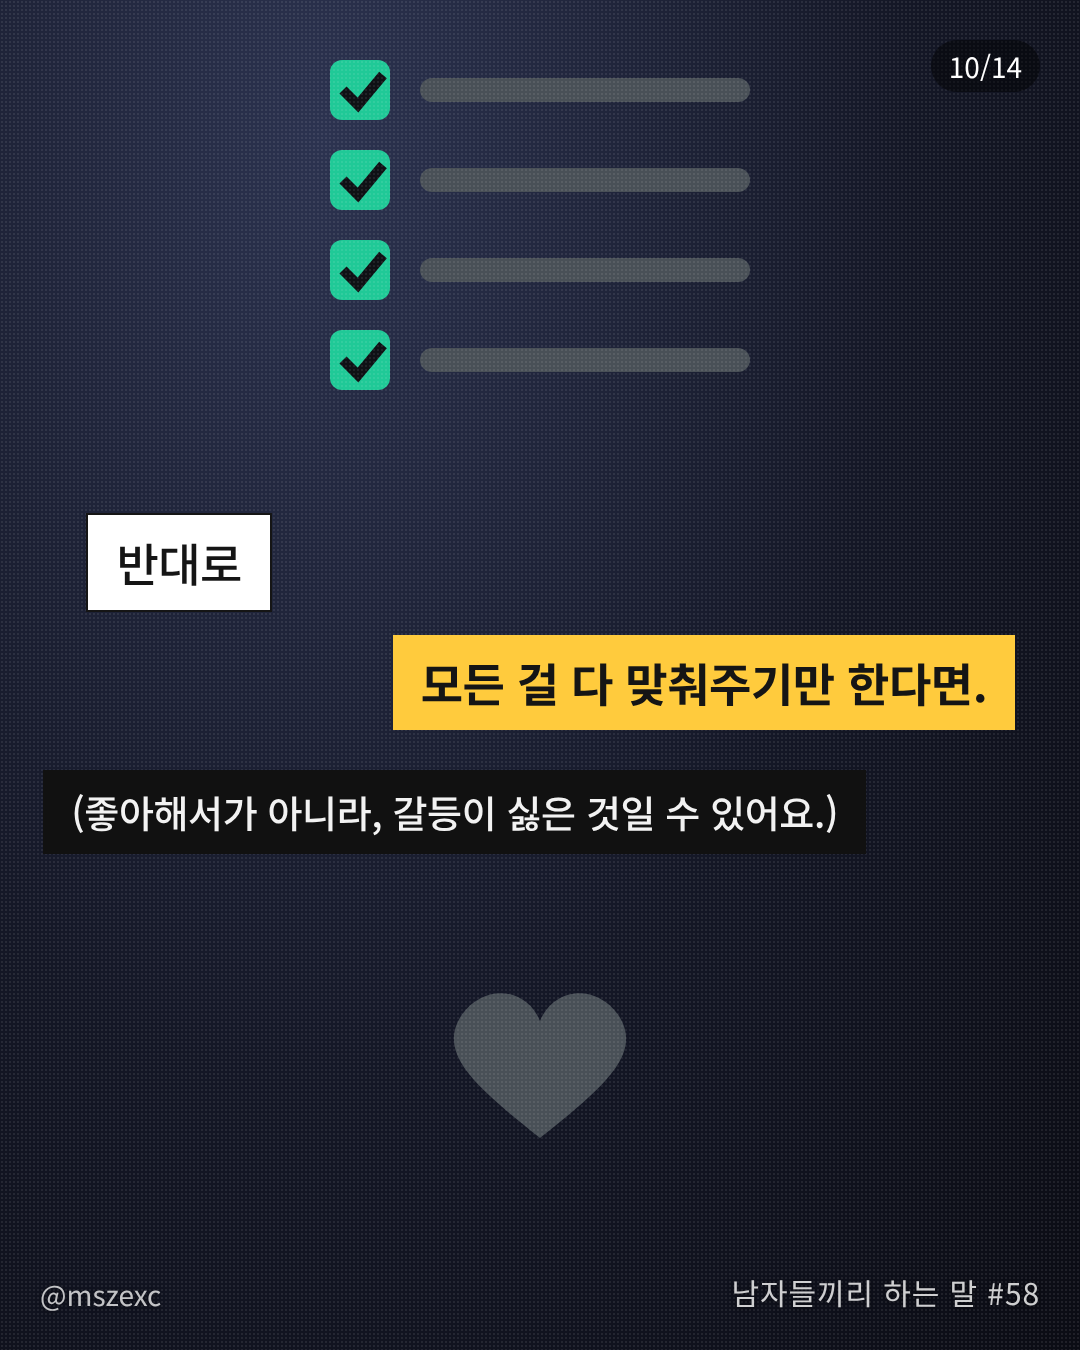 10/14
반대로
모든 걸 다 맞춰주기만 한다면.
(좋아해서가 아니라, 갈등이 싫은 것일 수 있어요.)
@mszexc
남자들끼리 하는 말 #58